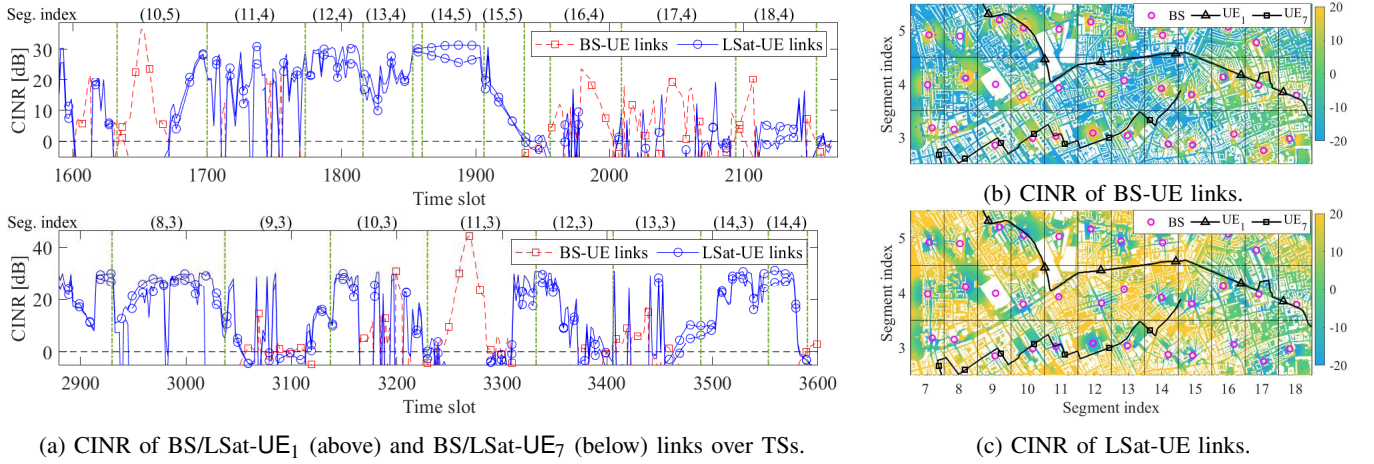 Seg. index (10,5) (11,4) (12,4) (13,4) (14,5) (15,5) (16,4) (17,4) (18,4)
CINR [dB]
30
20
10
0
BS-UE links LSat-UE links
1600 1700 1800 1900 2000 2100
Time slot
Seg. index (8,3) (9,3) (10,3) (11,3) (12,3) (13,3) (14,3) (14,4)
CINR [dB]
40
20
0
BS-UE links LSat-UE links
2900 3000 3100 3200 3300 3400 3500 3600
Time slot
(a) CINR of BS/LSat-UE1 (above) and BS/LSat-UE7 (below) links over TSs.
Segment index
5
4
3
BS UE1 UE7
20
10
0
-10
-20
(b) CINR of BS-UE links.
Segment index
5
4
3
BS UE1 UE7
20
10
0
-10
-20
7 8 9 10 11 12 13 14 15 16 17 18
Segment index
(c) CINR of LSat-UE links.